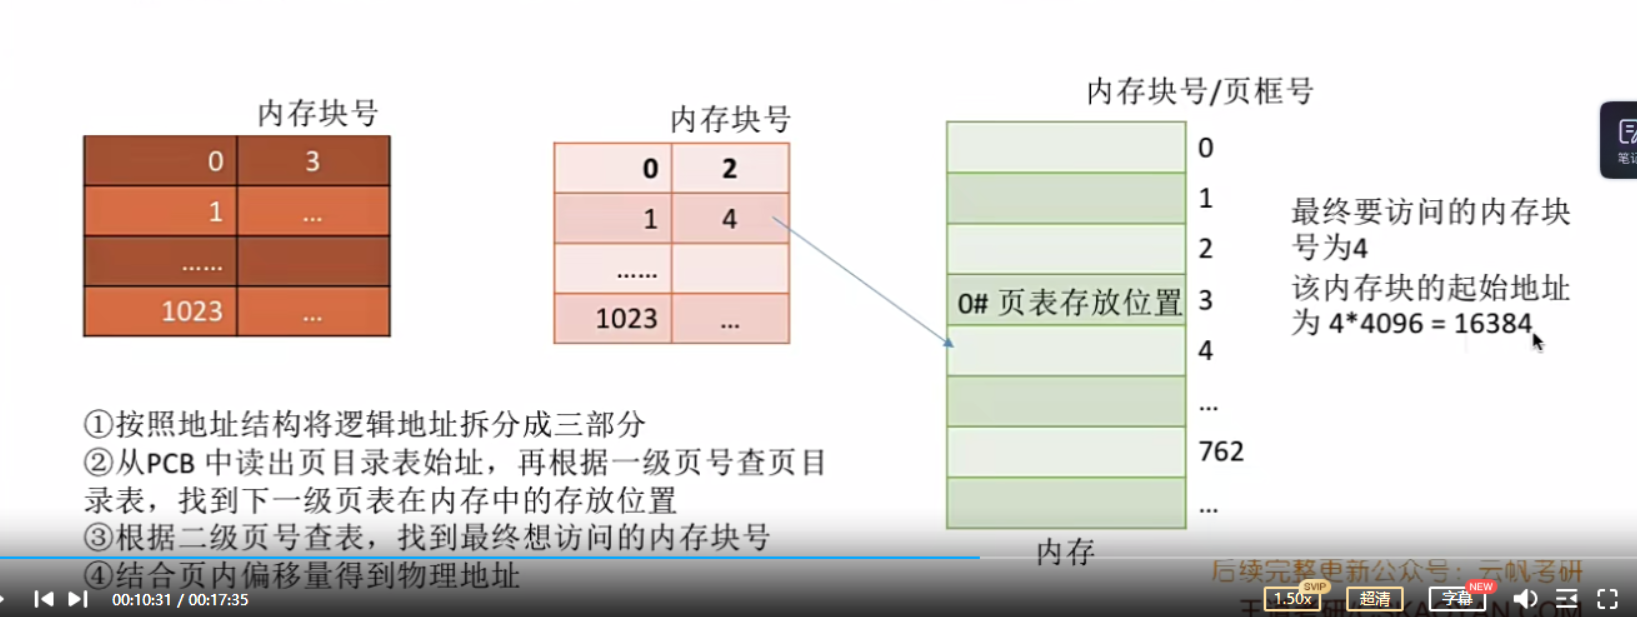 内存块号/页框号
内存块号
内存块号
0 3
1 ...
......
1023 ...
0 2
1 4
......
1023 ...
0
1
2
0# 页表存放位置 3
4
...
762
...
内存
最终要访问的内存块
号为4
该内存块的起始地址
为 4*4096 = 16384
笔记
①按照地址结构将逻辑地址拆分成三部分
②从PCB 中读出页目录表始址，再根据一级页号查页目
录表，找到下一级页表在内存中的存放位置
③根据二级页号查表，找到最终想访问的内存块号
④结合页内偏移量得到物理地址
后续完整更新公众号：云帆考研
00:10:31 / 00:17:35
SVIP
1.50x
超清
NEW
字幕